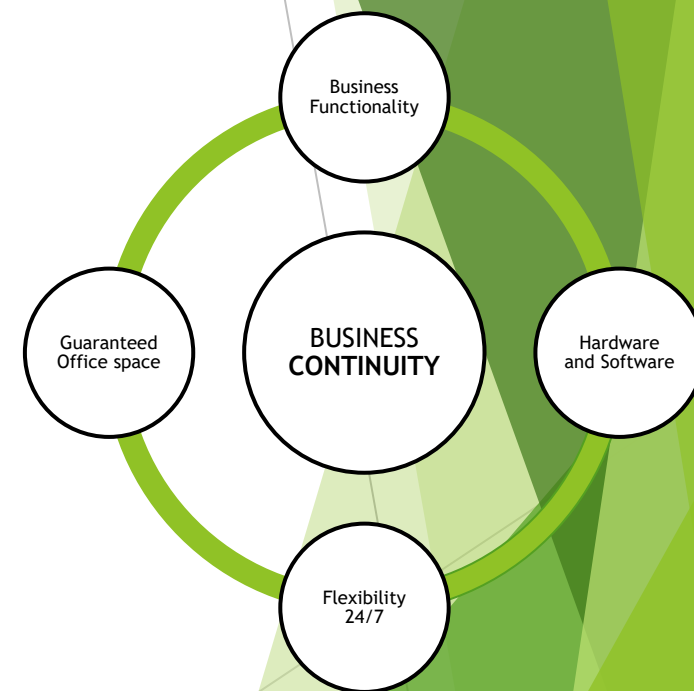 Business
Functionality
Guaranteed
Office space
BUSINESS
CONTINUITY
Hardware
and Software
Flexibility
24/7